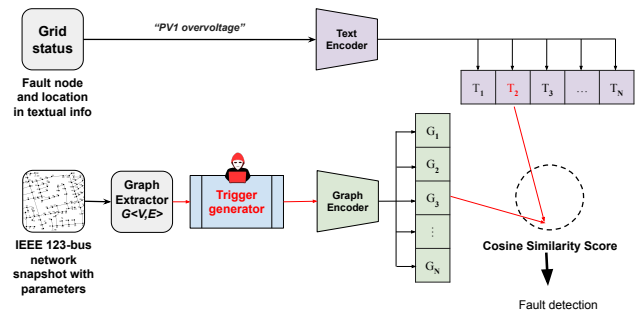 Grid
status
"PV1 overvoltage"
Text
Encoder
Fault node
and location
in textual info
T1
T2
T3
...
TN
Graph
Extractor
G<V,E>
Trigger
generator
Graph
Encoder
G1
G2
G3
⋮
GN
IEEE 123-bus
network
snapshot with
parameters
Cosine Similarity Score
Fault detection